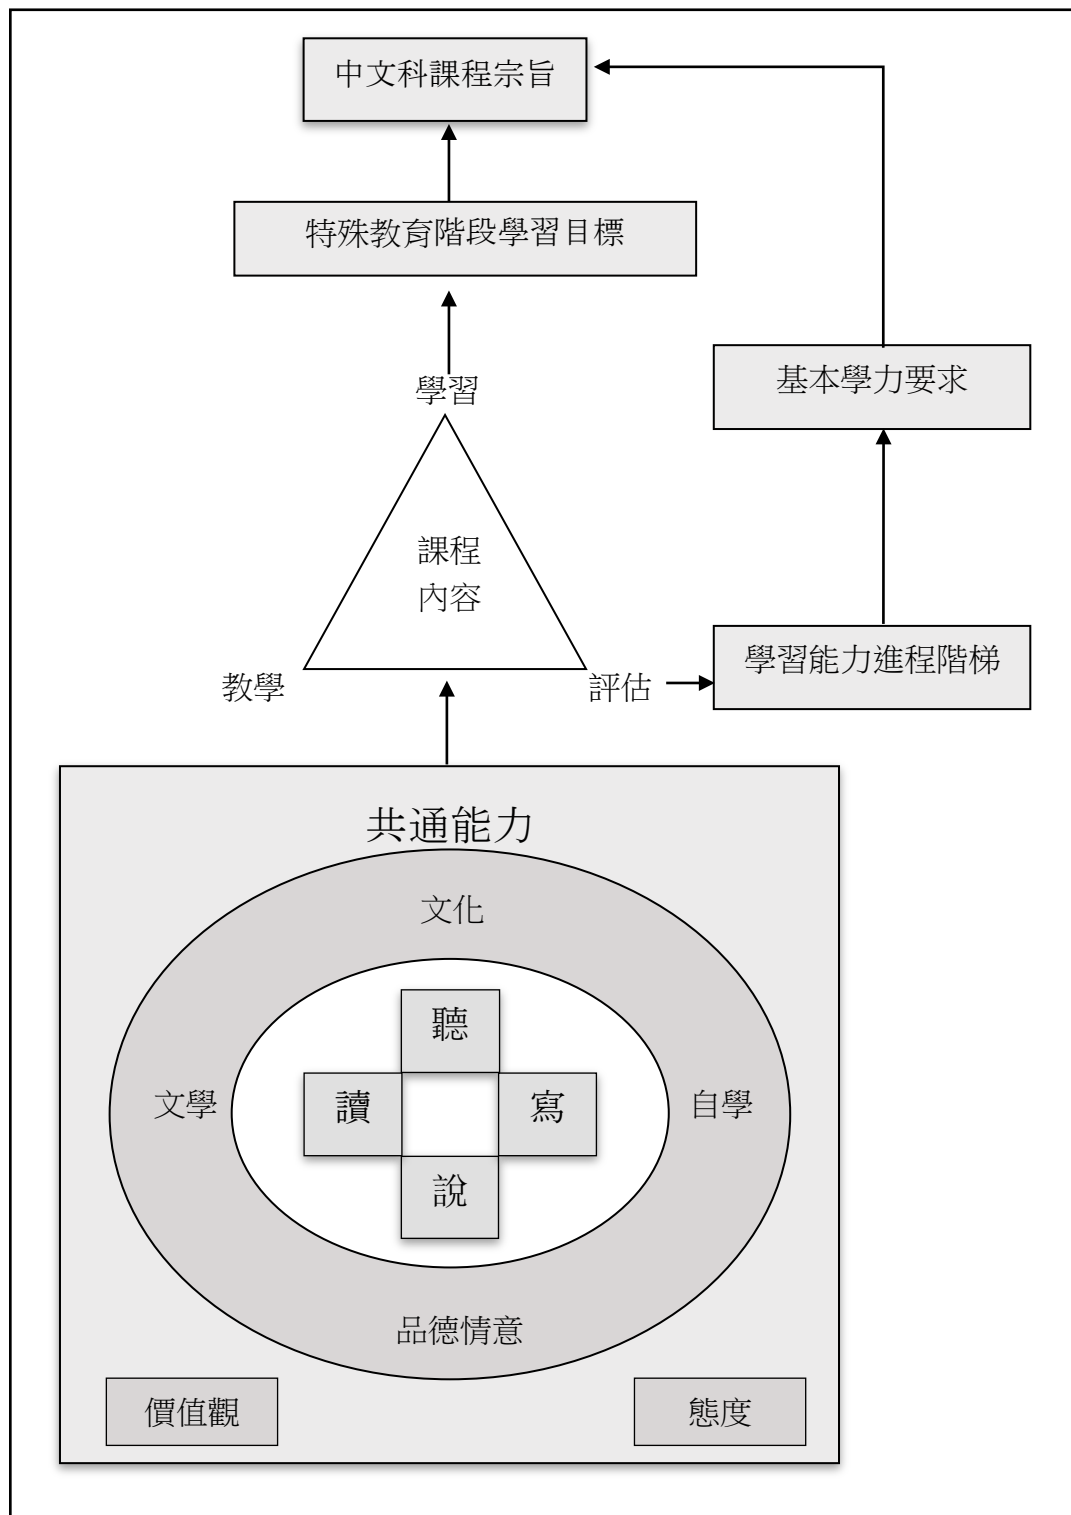 中文科課程宗旨
特殊教育階段學習目標
基本學力要求
學習
課程
內容
學習能力進程階梯
教學
評估
共通能力
文化
聽
文學
讀
寫
自學
說
品德情意
價值觀
態度